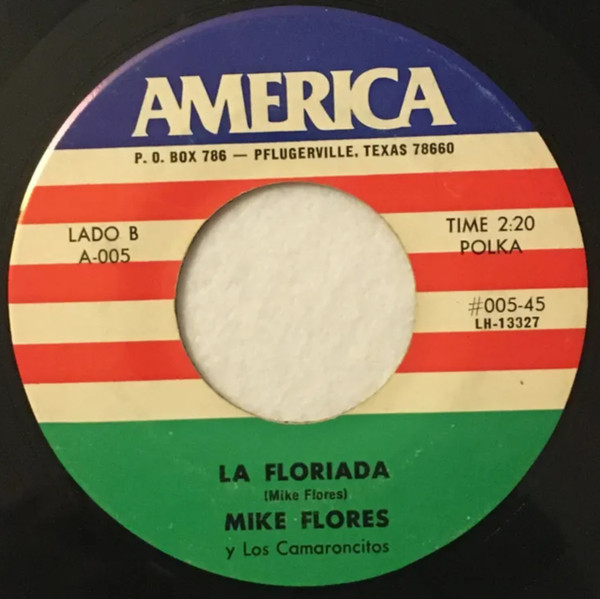 AMERICA
P. O. BOX 786 — PFLUGERVILLE, TEXAS 78660
LADO B
A-005
TIME 2:20
POLKA
#005-45
LH-13327
LA FLORIADA
(Mike Flores)
MIKE FLORES
y Los Camaroncitos